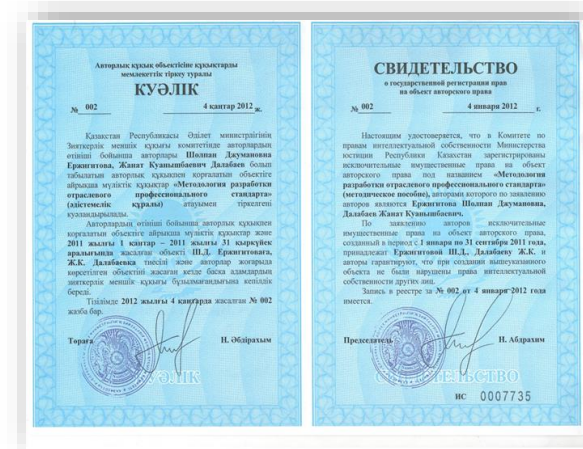 Авторлық құқық объектісіне құқықтарды
мемлекеттік тіркеу туралы
КУӘЛІК
№ 002 4 қаңтар 2012 ж.
Қазақстан Республикасы Әділет министрлігінің
Зияткерлік меншік құқығы комитетінде авторлардың
өтініші бойынша авторлары Шолпан Джумановна
Ержигитова, Жанат Куанышбаевич Далабаев болып
табылатын авторлық құқықпен қорғалатын объектіге
айрықша мүліктік құқықтар «Методология разработки
отраслевого профессионального стандарта»
(әдістемелік құралы) атауымен тіркелгені
куәландырылады.
Авторлардың өтініші бойынша авторлық құқықпен
қорғалатын объектіге айрықша мүліктік құқықтар және
2011 жылғы 1 қаңтар – 2011 жылғы 31 қыркүйек
аралығында жасалған объекті Ш.Д. Ержигитоваға,
Ж.К. Далабаевқа тиесілі және авторлар жоғарыда
көрсетілген объектіні жасаған кезде басқа адамдардың
зияткерлік меншік құқығы бұзылмағандығына кепілдік
береді.
Тізілімде 2012 жылғы 4 қаңтарда жасалған № 002
жазба бар.
Төраға Н. Әбдірахым
КУӘЛІК
СВИДЕТЕЛЬСТВО
о государственной регистрации прав
на объект авторского права
№ 002 4 января 2012 г.
Настоящим удостоверяется, что в Комитете по
правам интеллектуальной собственности Министерства
юстиции Республики Казахстан зарегистрированы
исключительные имущественные права на объект
авторского права под названием «Методология
разработки отраслевого профессионального стандарта»
(методическое пособие), авторами которого по заявлению
авторов являются Ержигитова Шолпан Джумановна,
Далабаев Жанат Куанышбаевич.
По заявлению авторов исключительные
имущественные права на объект авторского права,
созданный в период с 1 января по 31 сентября 2011 года,
принадлежат Ержигитовой Ш.Д., Далабаеву Ж.К. и
авторы гарантируют, что при создании вышеуказанного
объекта не были нарушены права интеллектуальной
собственности других лиц.
Запись в реестре за № 002 от 4 января 2012 года
имеется.
Председатель Н. Абдрахим
СВИДЕТЕЛЬСТВО
ИС 0007735